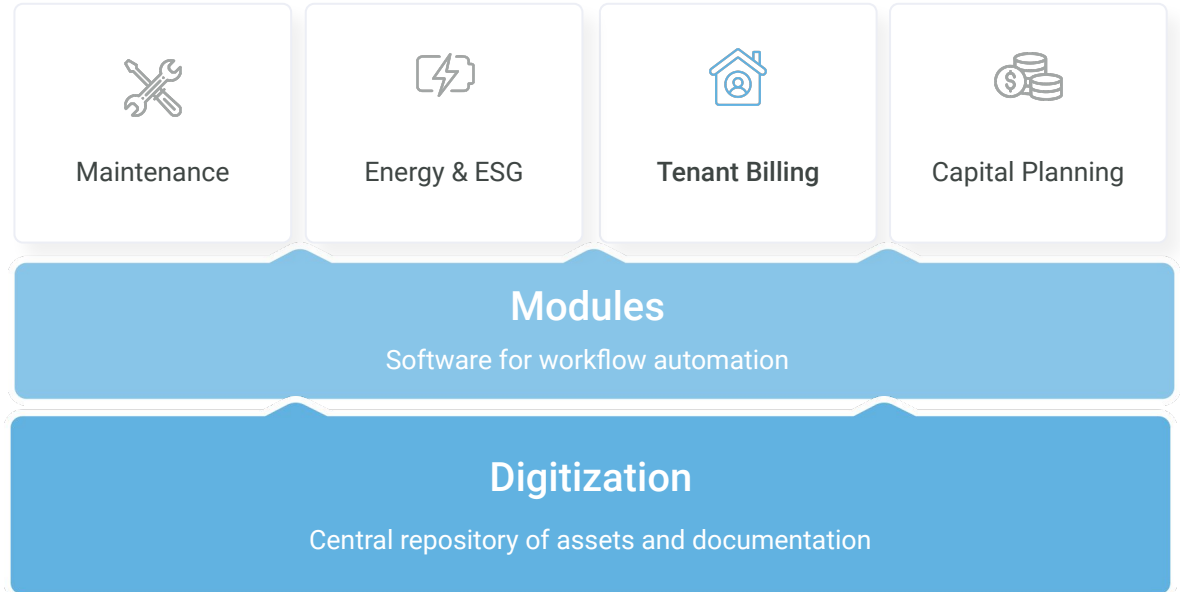 Maintenance
Energy & ESG
Tenant Billing
Capital Planning
Modules
Software for workflow automation
Digitization
Central repository of assets and documentation